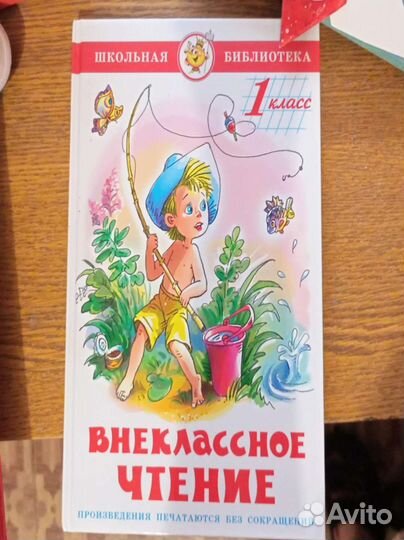 ШКОЛЬНАЯ БИБЛИОТЕКА
1 класс
ВНЕКЛАССНОЕ
ЧТЕНИЕ
ПРОИЗВЕДЕНИЯ ПЕЧАТАЮТСЯ БЕЗ СОКРАЩЕНИЙ
Avito